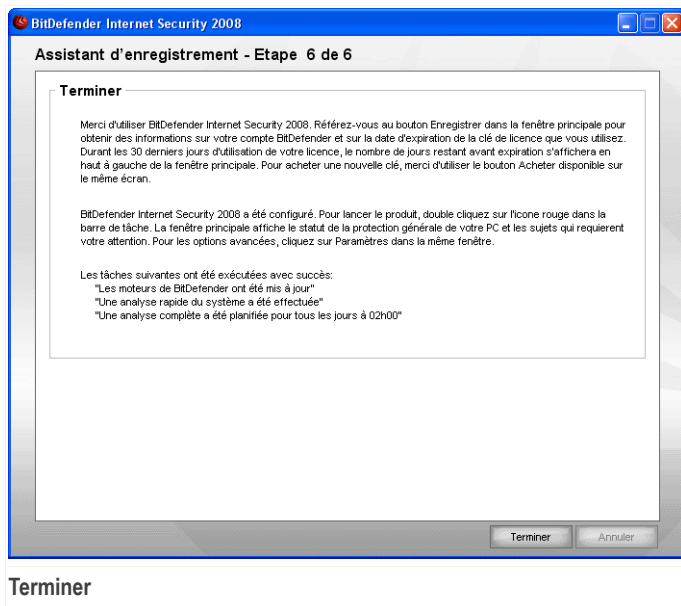 BitDefender Internet Security 2008
Assistant d'enregistrement - Etape 6 de 6
Terminer
Merci d'utiliser BitDefender Internet Security 2008. Référez-vous au bouton Enregistrer dans la fenêtre principale pour
obtenir des informations sur votre compte BitDefender et sur la date d'expiration de la clé de licence que vous utilisez.
Durant les 30 derniers jours d'utilisation de votre licence, le nombre de jours restant avant expiration s'affichera en
haut à gauche de la fenêtre principale. Pour acheter une nouvelle clé, merci d'utiliser le bouton Acheter disponible sur
le même écran.
BitDefender Internet Security 2008 a été configuré. Pour lancer le produit, double cliquez sur l'icone rouge dans la
barre de tâche. La fenêtre principale affiche le statut de la protection générale de votre PC et les sujets qui requierent
votre attention. Pour les options avancées, cliquez sur Paramètres dans la même fenêtre.
Les tâches suivantes ont été exécutées avec succès:
"Les moteurs de BitDefender ont été mis à jour"
"Une analyse rapide du système a été effectuée"
"Une analyse complète a été planifiée pour tous les jours à 02h00"
Terminer
Annuler
Terminer